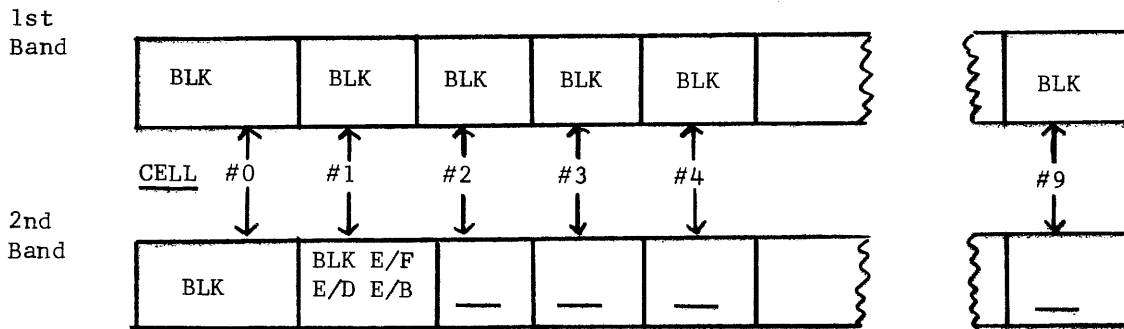 1st
Band
BLK BLK BLK BLK BLK BLK
CELL #0 #1 #2 #3 #4 #9
2nd
Band
BLK
BLK E/F
E/D E/B